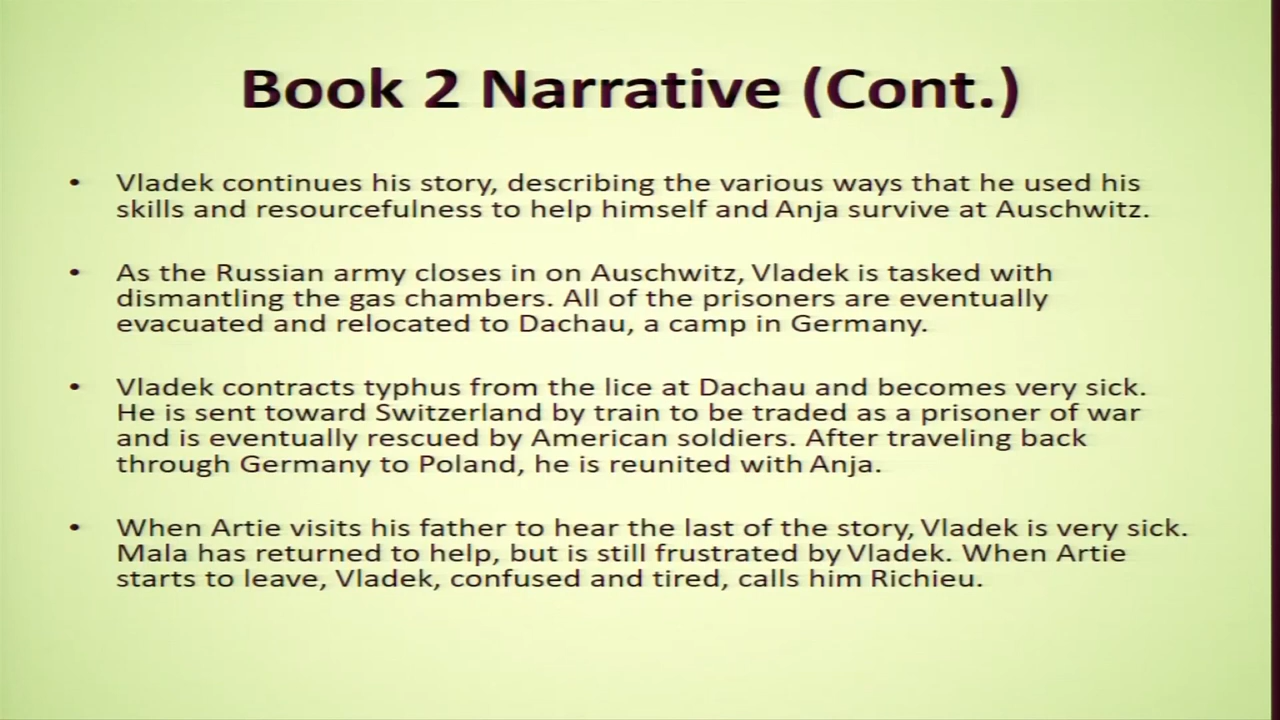 Book 2 Narrative (Cont.)
• Vladek continues his story, describing the various ways that he used his
skills and resourcefulness to help himself and Anja survive at Auschwitz.
• As the Russian army closes in on Auschwitz, Vladek is tasked with
dismantling the gas chambers. All of the prisoners are eventually
evacuated and relocated to Dachau, a camp in Germany.
• Vladek contracts typhus from the lice at Dachau and becomes very sick.
He is sent toward Switzerland by train to be traded as a prisoner of war
and is eventually rescued by American soldiers. After traveling back
through Germany to Poland, he is reunited with Anja.
• When Artie visits his father to hear the last of the story, Vladek is very sick.
Mala has returned to help, but is still frustrated by Vladek. When Artie
starts to leave, Vladek, confused and tired, calls him Richieu.